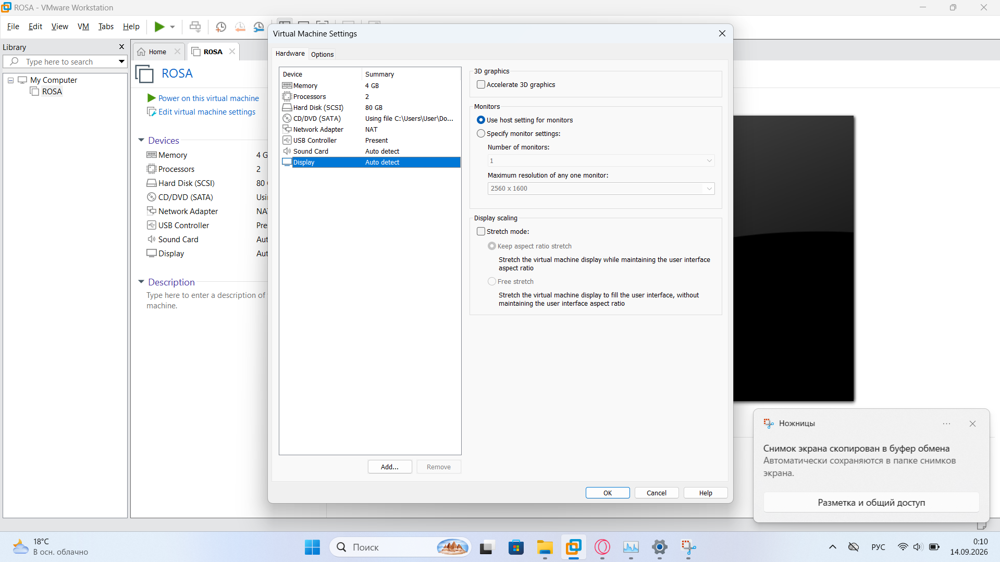 ROSA - VMware Workstation
File Edit View VM Tabs Help
Library
Type here to search
My Computer
ROSA
Home
ROSA
ROSA
Power on this virtual machine
Edit virtual machine settings
Devices
Memory 4 G
Processors 2
Hard Disk (SCSI) 80
CD/DVD (SATA) Usi
Network Adapter NA
USB Controller Pre
Sound Card Aut
Display Aut
Description
Type here to enter a description of
machine.
Virtual Machine Settings
Hardware Options
Device Summary
Memory 4 GB
Processors 2
Hard Disk (SCSI) 80 GB
CD/DVD (SATA) Using file C:\Users\User\Do...
Network Adapter NAT
USB Controller Present
Sound Card Auto detect
Display Auto detect
Add... Remove
3D graphics
Accelerate 3D graphics
Monitors
Use host setting for monitors
Specify monitor settings:
Number of monitors:
1
Maximum resolution of any one monitor:
2560 x 1600
Display scaling
Stretch mode:
Keep aspect ratio stretch
Stretch the virtual machine display while maintaining the user interface
aspect ratio
Free stretch
Stretch the virtual machine display to fill the user interface, without
maintaining the user interface aspect ratio
OK Cancel Help
Ножницы
Снимок экрана скопирован в буфер обмена
Автоматически сохраняются в папке снимков
экрана.
Разметка и общий доступ
18°C
В осн. облачно
Поиск
РУС
0:10
14.09.2026